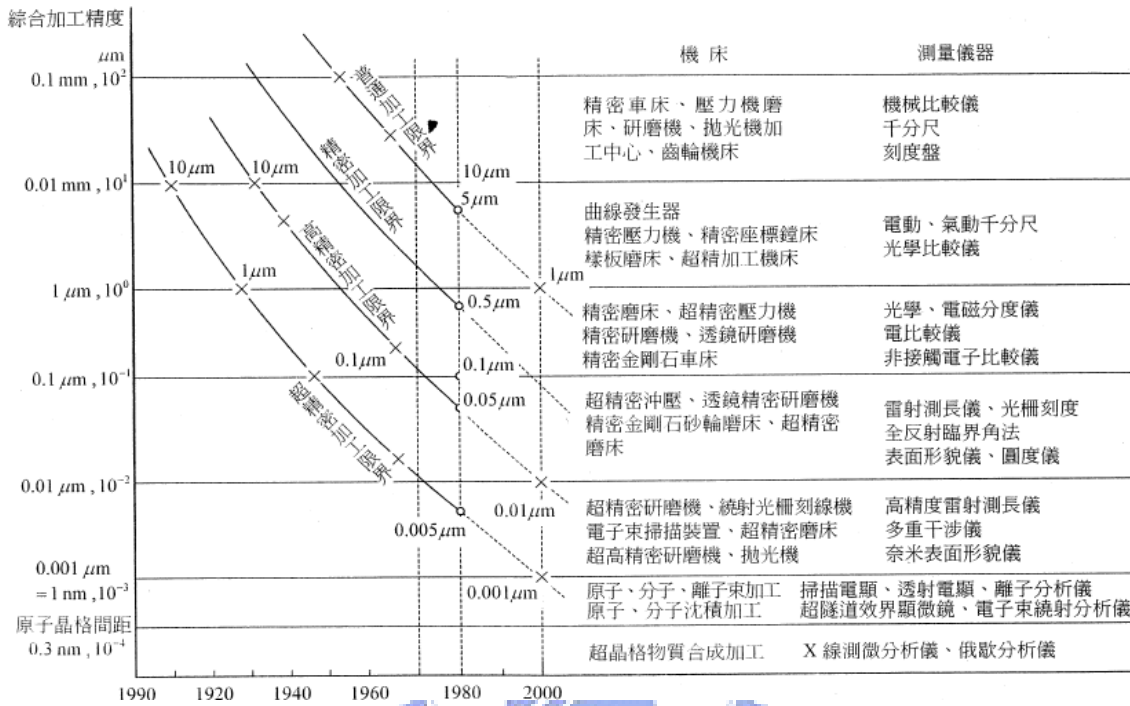 綜合加工精度
μm
機床
測量儀器
0.1 mm , 10²
普通加工限界
精密車床、壓力機磨
床、研磨機、拋光機加
工中心、齒輪機床
機械比較儀
千分尺
刻度盤
精密加工限界
10μm
10μm
10μm
0.01 mm , 10¹
5μm
高精密加工限界
曲線發生器
精密壓力機、精密座標鏜床
樣板磨床、超精加工機床
電動、氣動千分尺
光學比較儀
1μm
1μm
1 μm , 10⁰
0.5μm
精密磨床、超精密壓力機
精密研磨機、透鏡研磨機
精密金剛石車床
光學、電磁分度儀
電比較儀
非接觸電子比較儀
0.1μm
0.1μm
0.1 μm , 10⁻¹
超精密加工限界
0.05μm
超精密沖壓、透鏡精密研磨機
精密金剛石砂輪磨床、超精密
磨床
雷射測長儀、光柵刻度
全反射臨界角法
表面形貌儀、圓度儀
0.01 μm , 10⁻²
0.01μm
0.005μm
超精密研磨機、繞射光柵刻線機
電子束掃描裝置、超精密磨床
超高精密研磨機、拋光機
高精度雷射測長儀
多重干涉儀
奈米表面形貌儀
0.001 μm
=1 nm , 10⁻³
0.001μm
原子、分子、離子束加工
原子、分子沈積加工
掃描電顯、透射電顯、離子分析儀
超隧道效界顯微鏡、電子束繞射分析儀
原子晶格間距
0.3 nm , 10⁻⁴
超晶格物質合成加工
X 線測微分析儀、俄歇分析儀
1990 1920 1940 1960 1980 2000